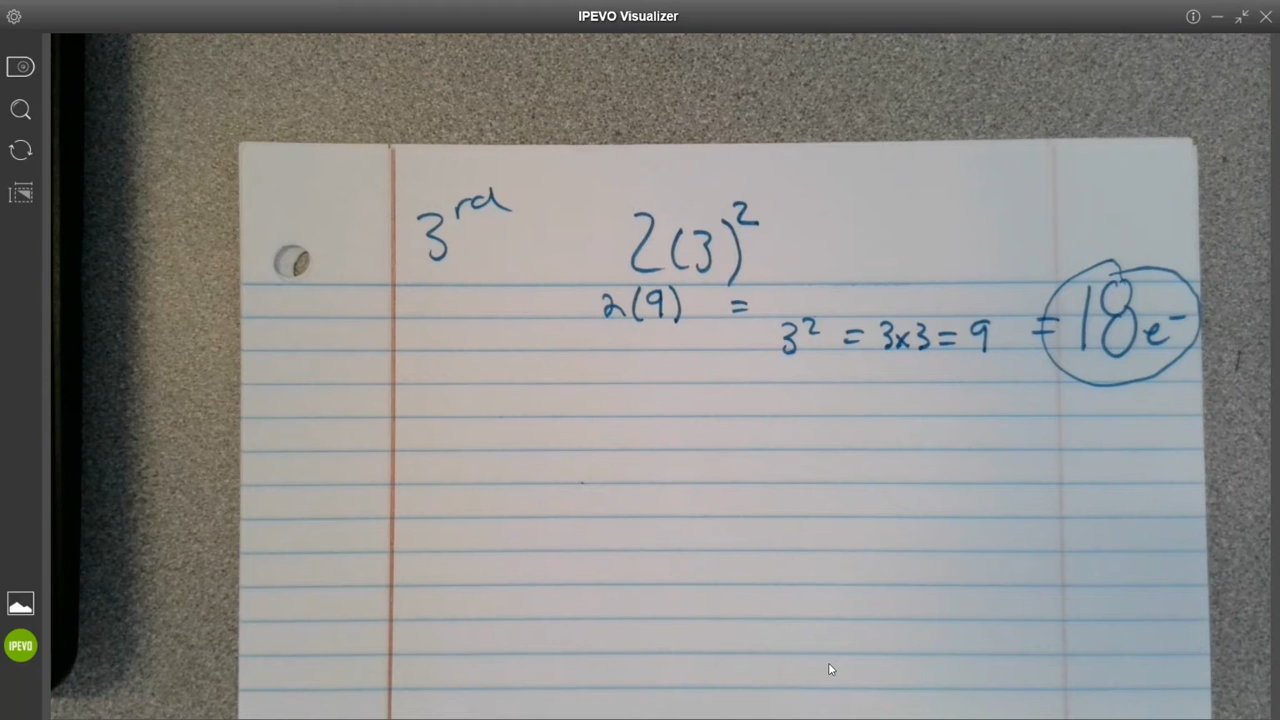 IPEVO Visualizer
3rd 2(3)²
2(9) =
3² = 3x3 = 9 = 18e⁻
IPEVO